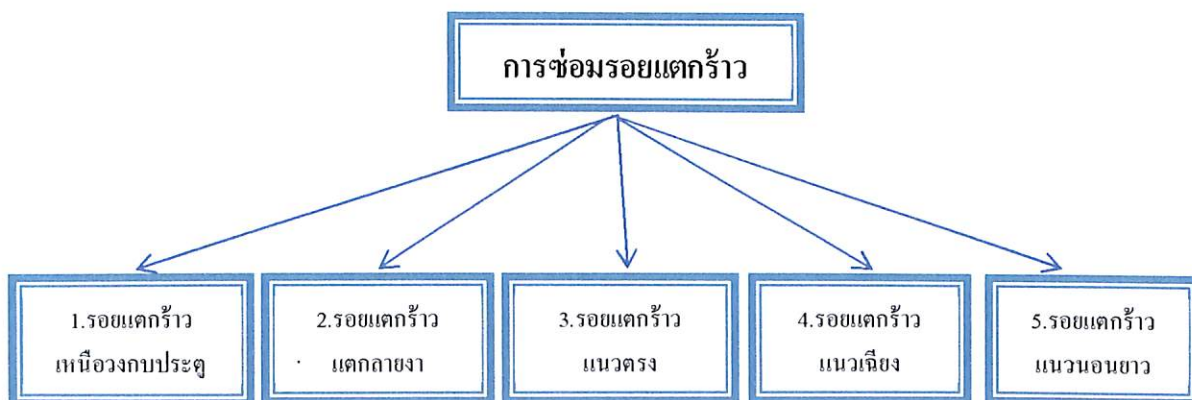 การซ่อมรอยแตกร้าว
1.รอยแตกร้าว
เหนือวงกบประตู
2.รอยแตกร้าว
แตกลายงา
3.รอยแตกร้าว
แนวตรง
4.รอยแตกร้าว
แนวเฉียง
5.รอยแตกร้าว
แนวนอนยาว